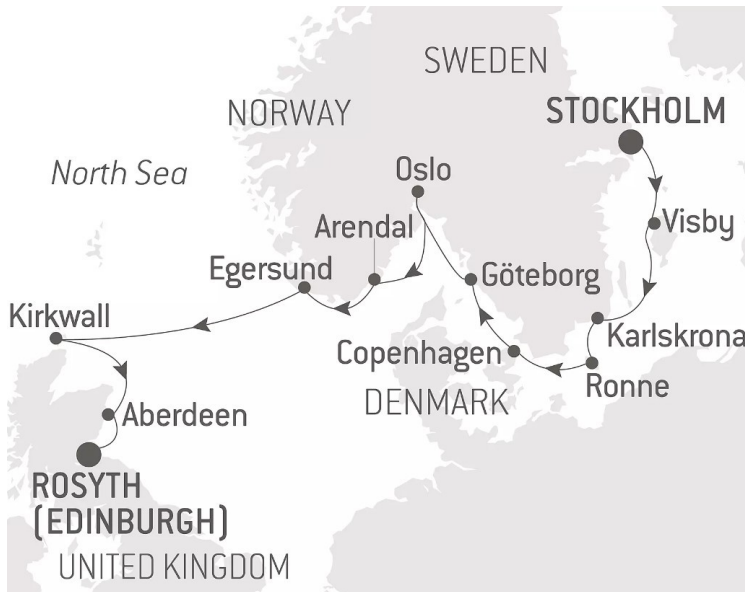 SWEDEN
NORWAY
STOCKHOLM
North Sea
Oslo
Arendal
Visby
Egersund
Göteborg
Kirkwall
Karlskrona
Copenhagen
Ronne
DENMARK
Aberdeen
ROSYTH
(EDINBURGH)
UNITED KINGDOM